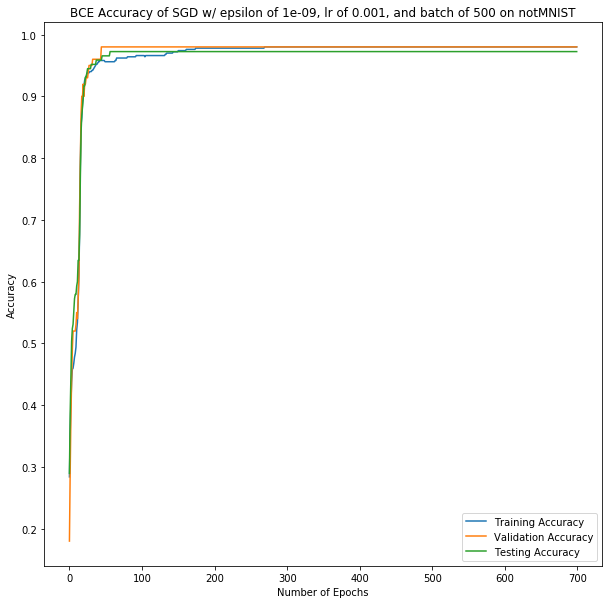 BCE Accuracy of SGD w/ epsilon of 1e-09, lr of 0.001, and batch of 500 on notMNIST
1.0
0.9
0.8
0.7
0.6
0.5
0.4
0.3
0.2
Accuracy
0 100 200 300 400 500 600 700
Number of Epochs
Training Accuracy
Validation Accuracy
Testing Accuracy